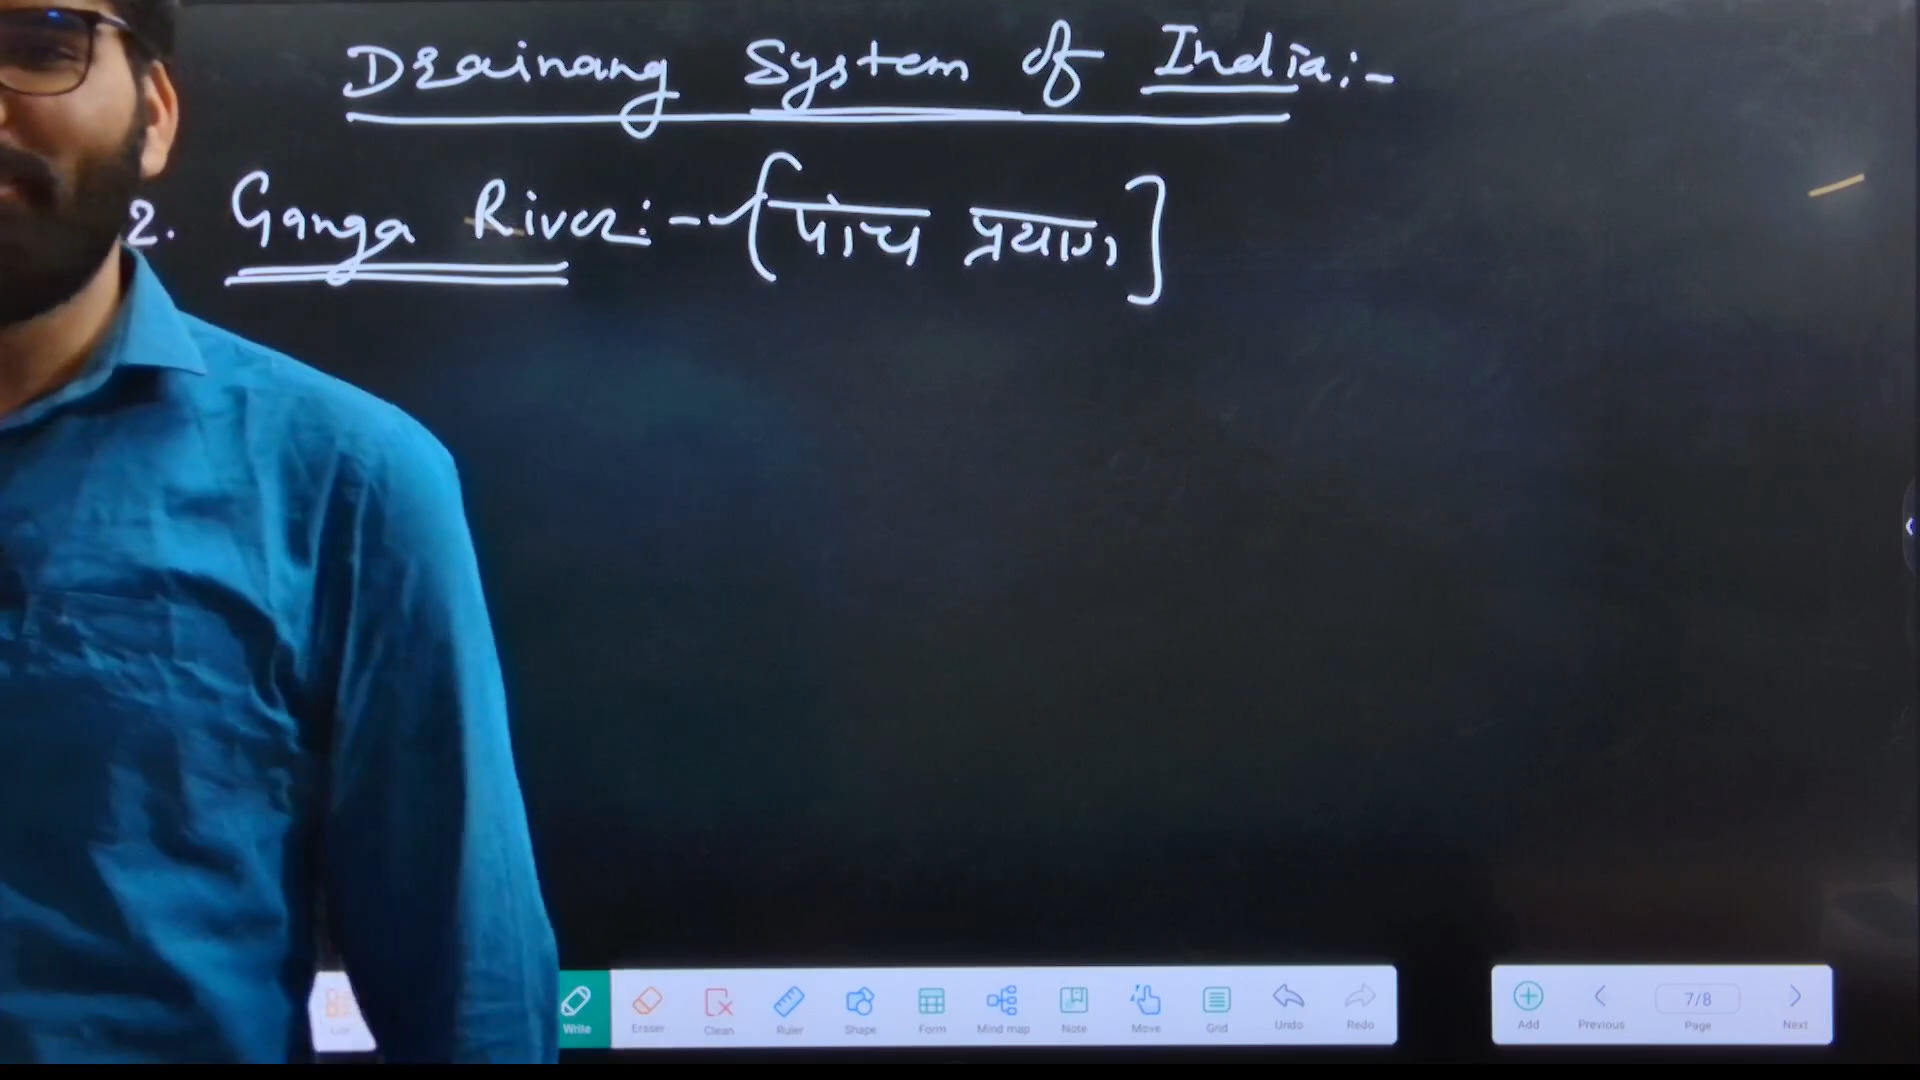 Drainang System of India:-
2. Ganga River:- [पांच प्रयाग]
Write Eraser Clean Ruler Shape Form Mind map Note Move Grid Undo Redo
Add Previous 7/8 Page Next